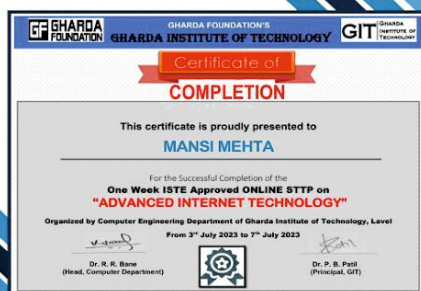 GF GHARDA FOUNDATION
GHARDA FOUNDATION'S
GHARDA INSTITUTE OF TECHNOLOGY
GIT GHARDA INSTITUTE OF TECHNOLOGY
Certificate of
COMPLETION
This certificate is proudly presented to
MANSI MEHTA
For the Successful Completion of the
One Week ISTE Approved ONLINE STTP on
"ADVANCED INTERNET TECHNOLOGY"
Organized by Computer Engineering Department of Gharda Institute of Technology, Lavel
From 3rd July 2023 to 7th July 2023
Dr. R. R. Bane
(Head, Computer Department)
Dr. P. B. Patil
(Principal, GIT)